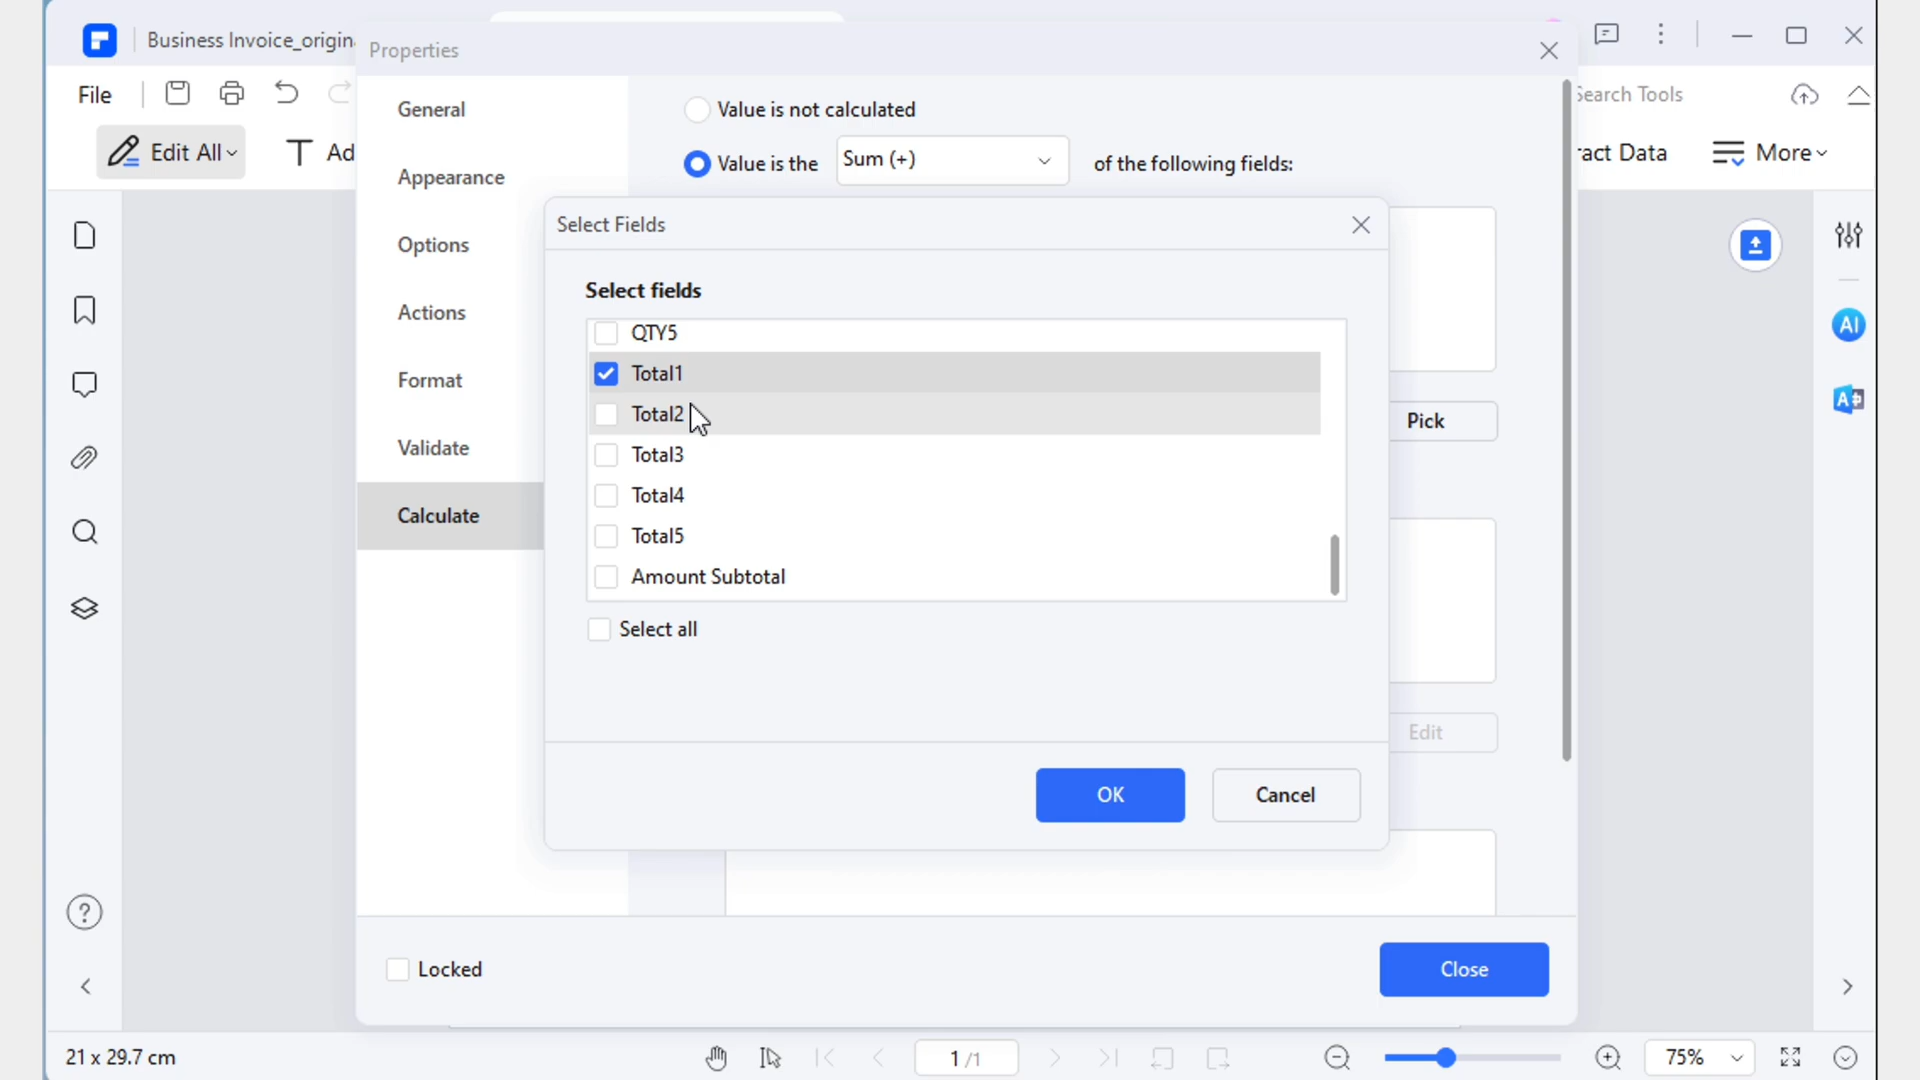 Business Invoice_origin
Properties
File
Search Tools
Edit All
Ad
ract Data
More
General
Appearance
Options
Actions
Format
Validate
Calculate
Value is not calculated
Value is the
Sum (+)
of the following fields:
Select Fields
Select fields
QTY5
Total1
Total2
Total3
Total4
Total5
Amount Subtotal
Select all
OK
Cancel
Pick
Edit
AI
A
Locked
Close
21 x 29.7 cm
1 /1
75%